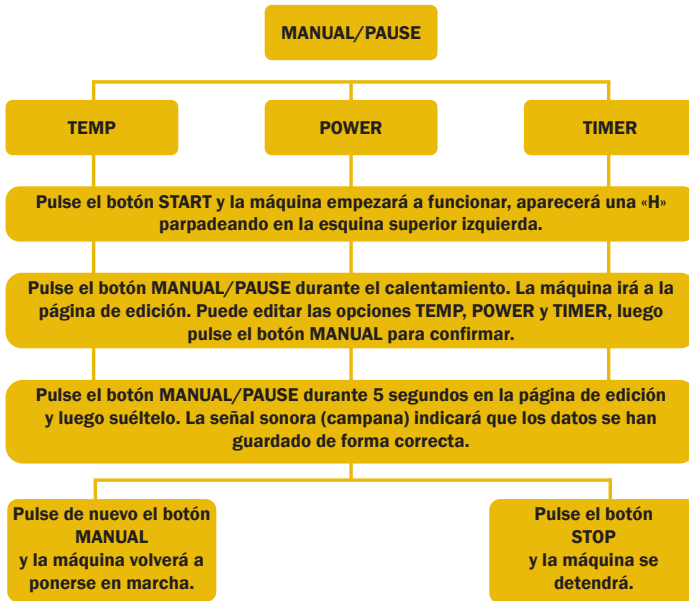 MANUAL/PAUSE
TEMP
POWER
TIMER
Pulse el botón START y la máquina empezará a funcionar, aparecerá una «H»
parpadeando en la esquina superior izquierda.
Pulse el botón MANUAL/PAUSE durante el calentamiento. La máquina irá a la
página de edición. Puede editar las opciones TEMP, POWER y TIMER, luego
pulse el botón MANUAL para confirmar.
Pulse el botón MANUAL/PAUSE durante 5 segundos en la página de edición
y luego suéltelo. La señal sonora (campana) indicará que los datos se han
guardado de forma correcta.
Pulse de nuevo el botón
MANUAL
y la máquina volverá a
ponerse en marcha.
Pulse el botón
STOP
y la máquina se
detendrá.